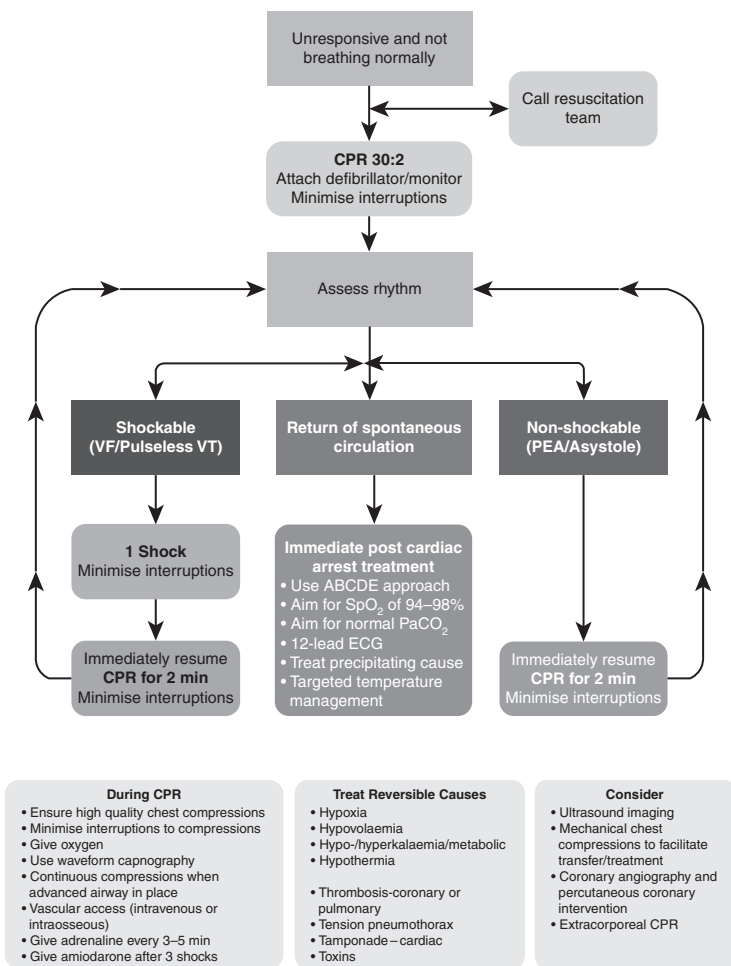 Unresponsive and not
breathing normally
Call resuscitation
team
CPR 30:2
Attach defibrillator/monitor
Minimise interruptions
Assess rhythm
Shockable
(VF/Pulseless VT)
Return of spontaneous
circulation
Non-shockable
(PEA/Asystole)
1 Shock
Minimise interruptions
Immediately resume
CPR for 2 min
Minimise interruptions
Immediate post cardiac
arrest treatment
• Use ABCDE approach
• Aim for SpO₂ of 94–98%
• Aim for normal PaCO₂
• 12-lead ECG
• Treat precipitating cause
• Targeted temperature
management
Immediately resume
CPR for 2 min
Minimise interruptions
During CPR
• Ensure high quality chest compressions
• Minimise interruptions to compressions
• Give oxygen
• Use waveform capnography
• Continuous compressions when
advanced airway in place
• Vascular access (intravenous or
intraosseous)
• Give adrenaline every 3–5 min
• Give amiodarone after 3 shocks
Treat Reversible Causes
• Hypoxia
• Hypovolaemia
• Hypo-/hyperkalaemia/metabolic
• Hypothermia
• Thrombosis-coronary or
pulmonary
• Tension pneumothorax
• Tamponade–cardiac
• Toxins
Consider
• Ultrasound imaging
• Mechanical chest
compressions to facilitate
transfer/treatment
• Coronary angiography and
percutaneous coronary
intervention
• Extracorporeal CPR